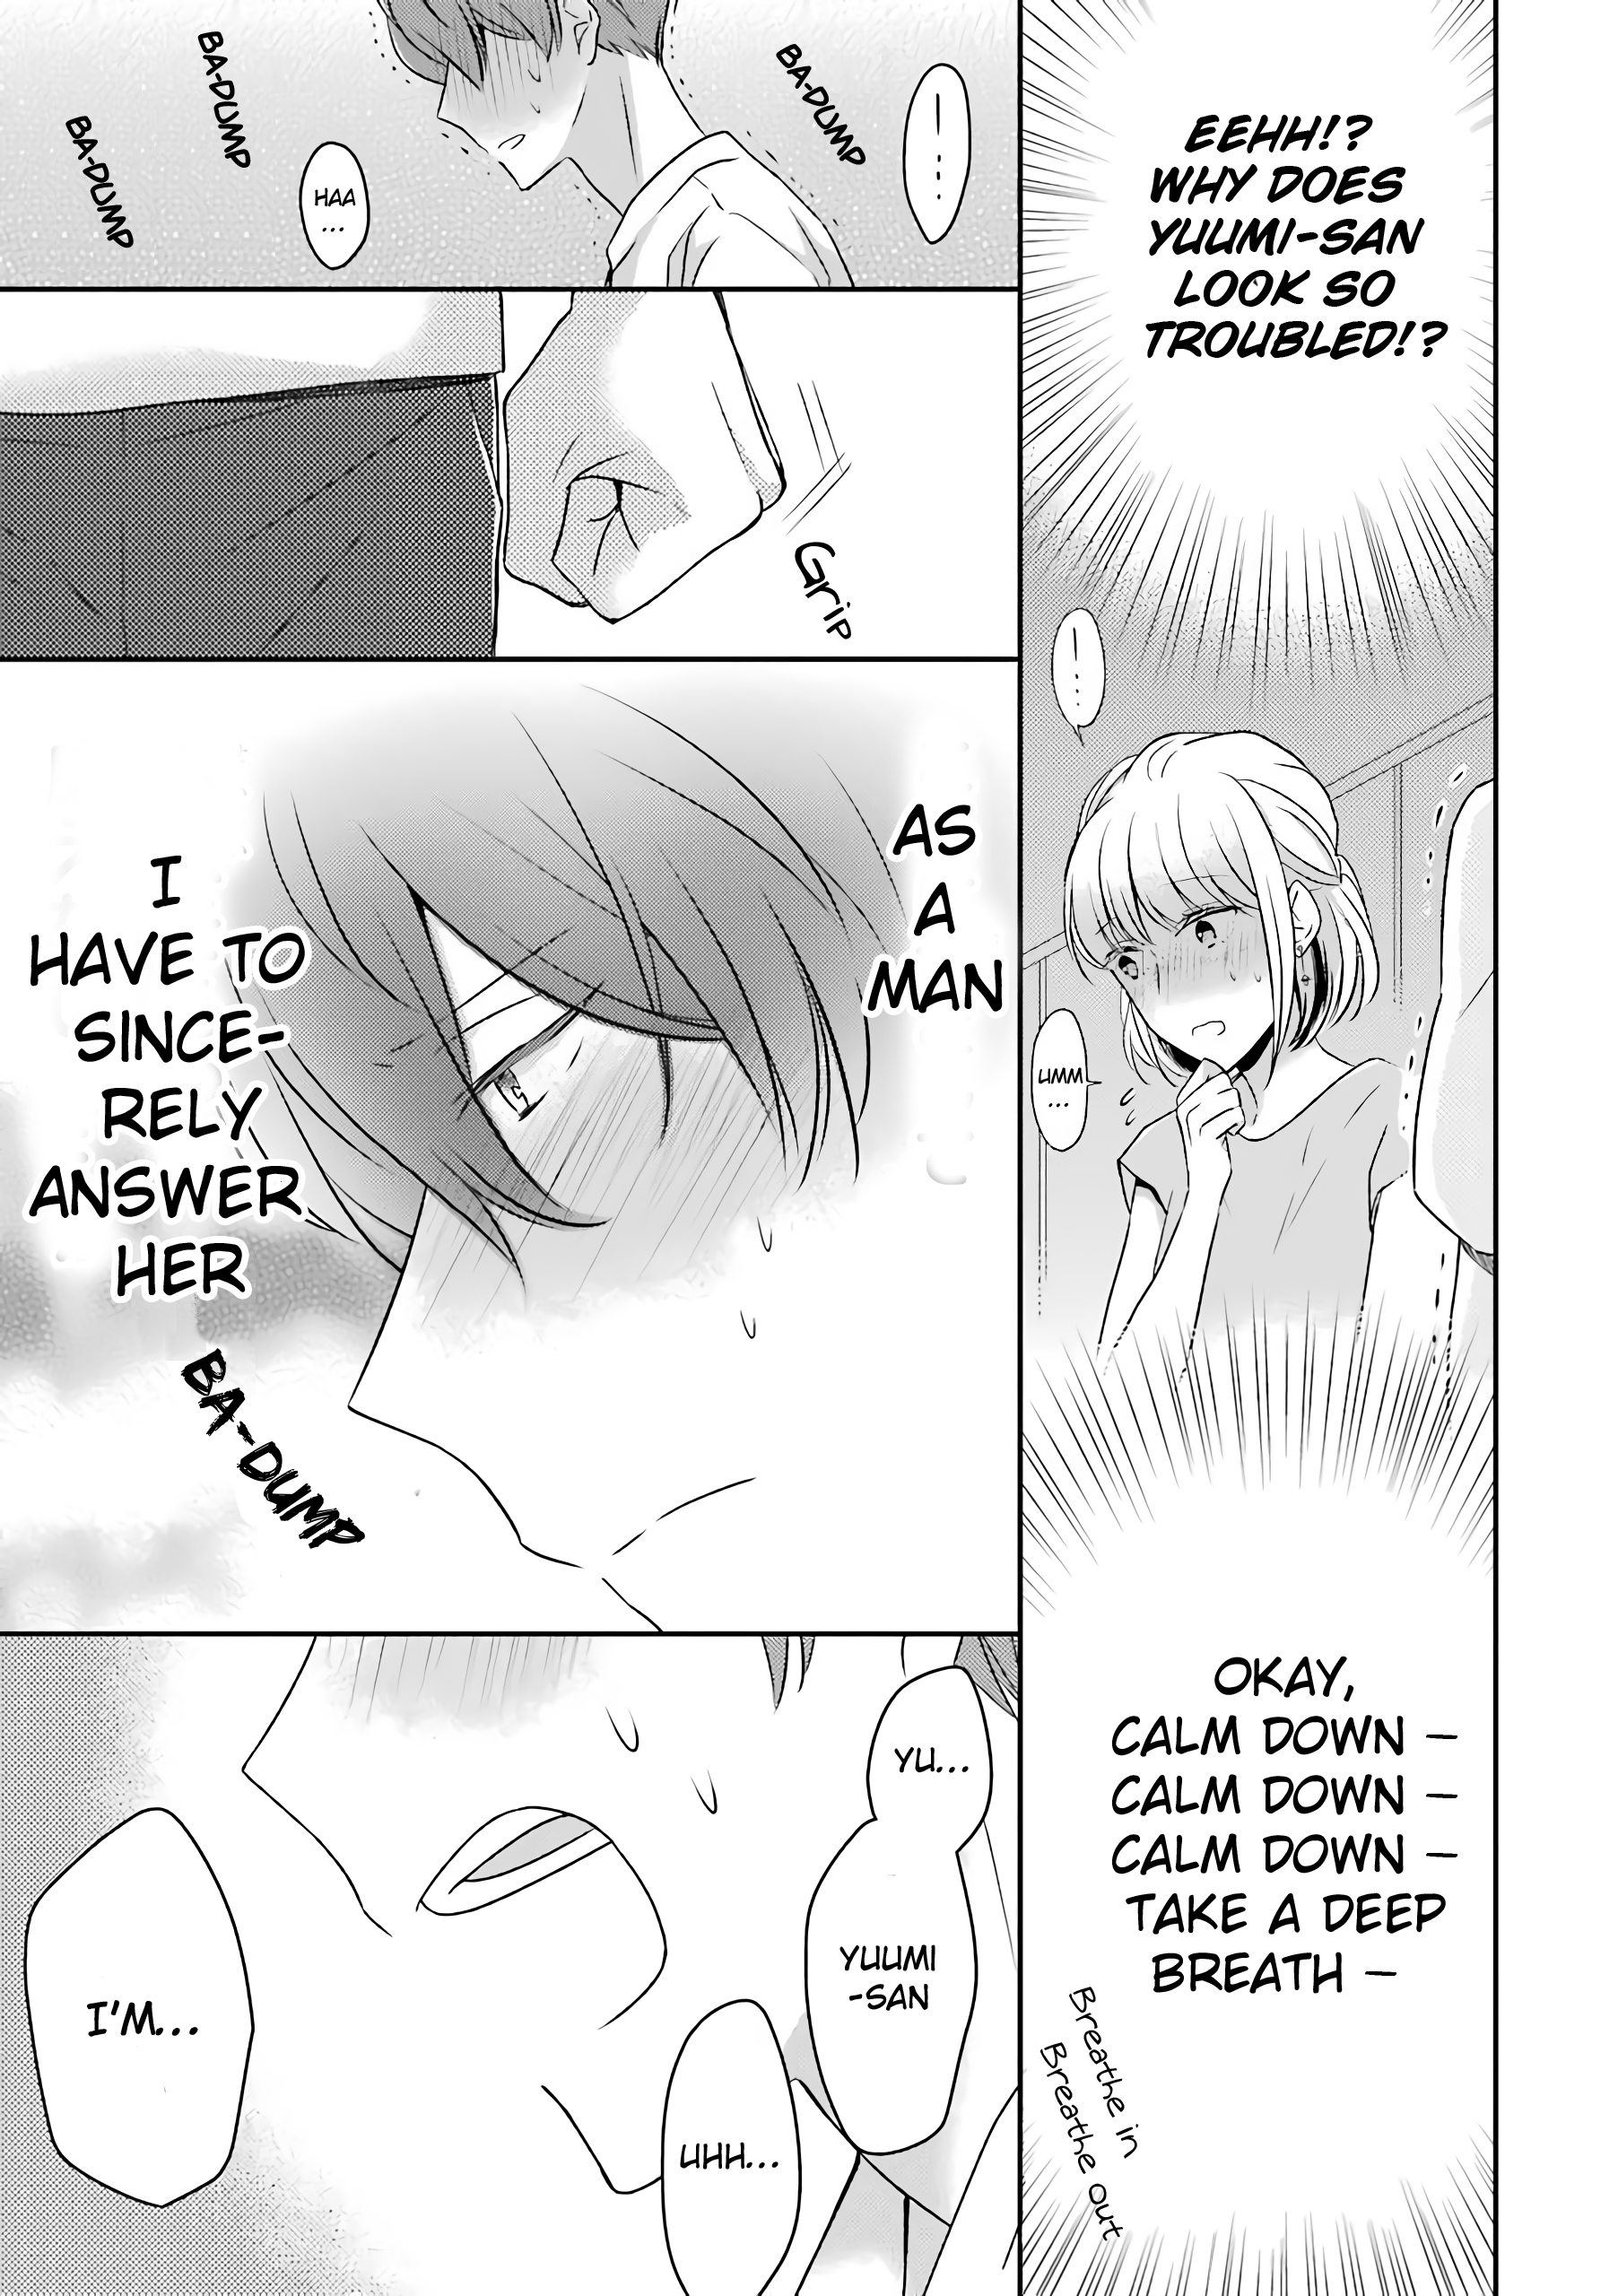 EEHH!?
WHY DOES
YUUMI-SAN
LOOK SO
TROUBLED!?
!...
UMM
...
OKAY,
CALM DOWN –
CALM DOWN –
CALM DOWN –
TAKE A DEEP
BREATH –
Breathe in
Breathe out
!...
BA-DUMP
HAA
...
BA-DUMP
BA-DUMP
Grip
AS
A
MAN
I
HAVE TO
SINCE-
RELY
ANSWER
HER
BA-DUMP
YU...
YUUMI
-SAN
UHH...
I'M...